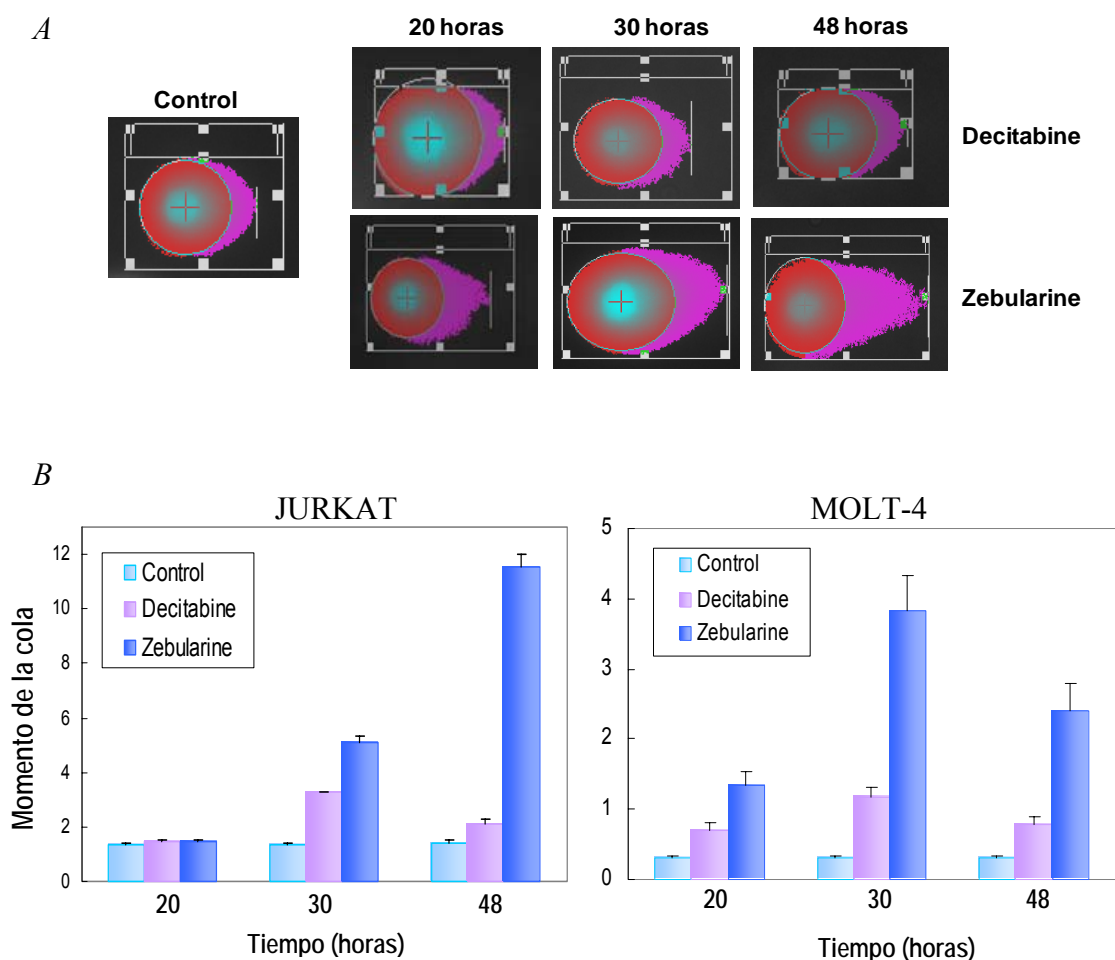 A
20 horas
30 horas
48 horas
Control
Decitabine
Zebularine
B
JURKAT
MOLT-4
Momento de la cola
12
10
8
6
4
2
0
Control
Decitabine
Zebularine
20
30
48
Tiempo (horas)
5
4
3
2
1
0
Control
Decitabine
Zebularine
20
30
48
Tiempo (horas)